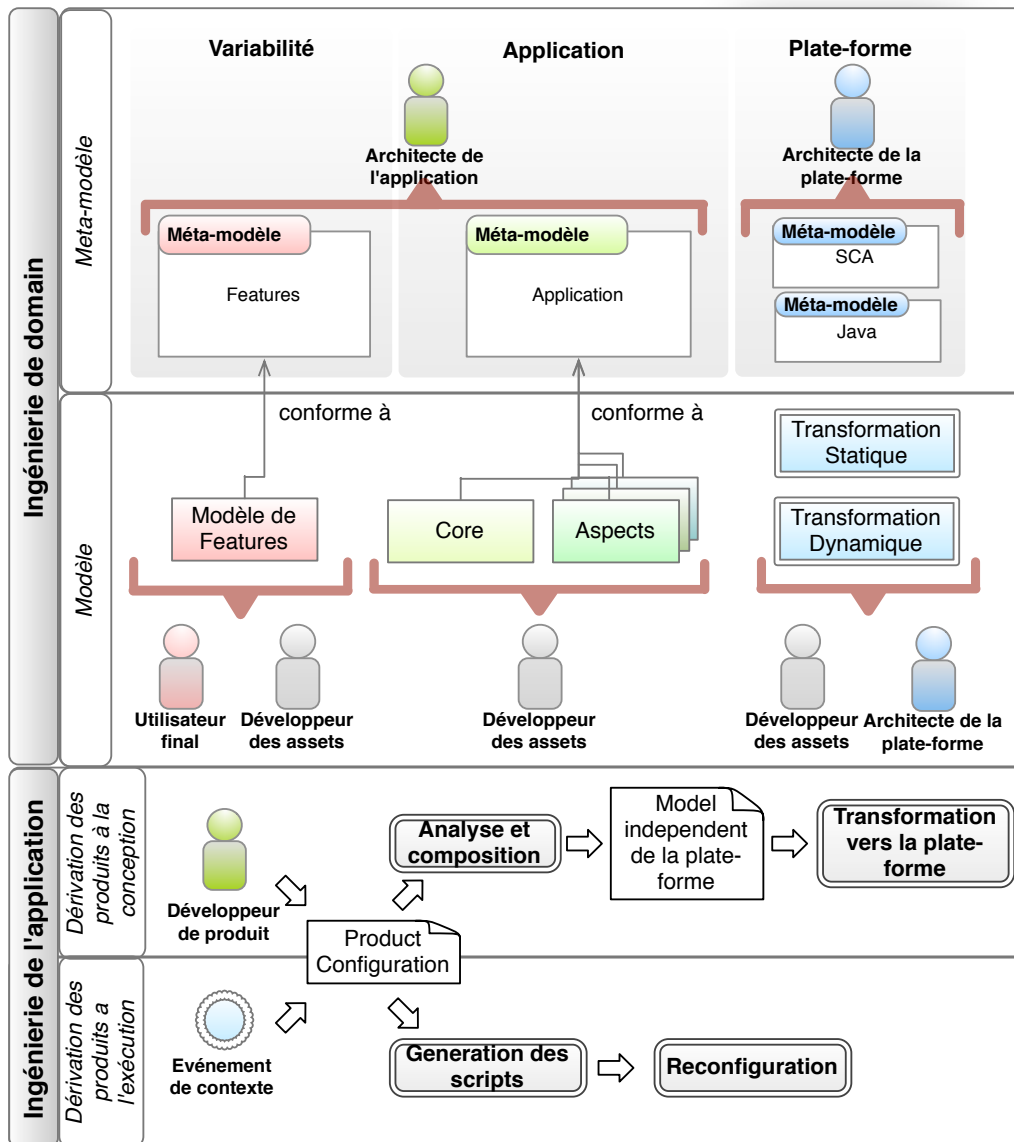 Variabilité
Application
Plate-forme
Architecte de
l'application
Architecte de la
plate-forme
Méta-modèle
Features
Méta-modèle
Application
Méta-modèle
SCA
Méta-modèle
Java
Meta-modèle
Ingénierie de domain
conforme à
conforme à
Transformation
Statique
Modèle de
Features
Core
Aspects
Transformation
Dynamique
Modèle
Utilisateur
final
Développeur
des assets
Développeur
des assets
Développeur
des assets
Architecte de la
plate-forme
Ingénierie de l'application
Dérivation des
produits à la
conception
Développeur
de produit
Analyse et
composition
Model
independent
de la plate-
forme
Transformation
vers la plate-
forme
Product
Configuration
Dérivation des
produits a
l'exécution
Evénement
de contexte
Generation des
scripts
Reconfiguration